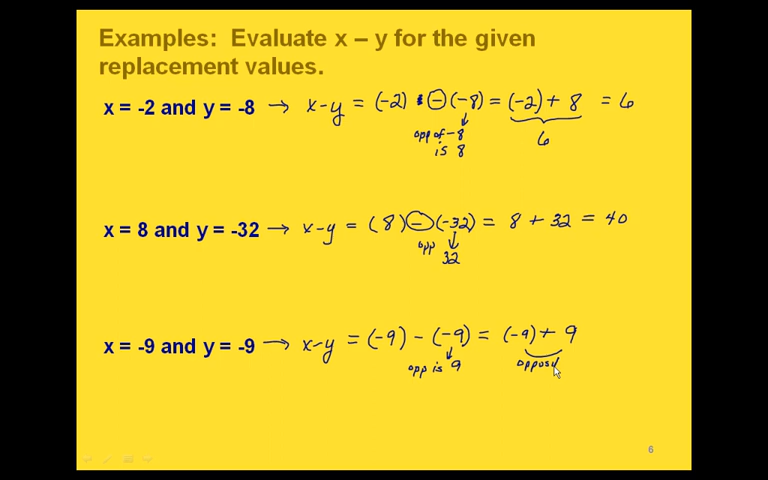 Examples: Evaluate x – y for the given
replacement values.
x = -2 and y = -8 → x-y = (-2) - (-8) = (-2) + 8 = 6
opp of -8
is 8
6
x = 8 and y = -32 → x-y = (8) - (-32) = 8 + 32 = 40
opp
32
x = -9 and y = -9 → x-y = (-9) - (-9) = (-9) + 9
opp is 9
6